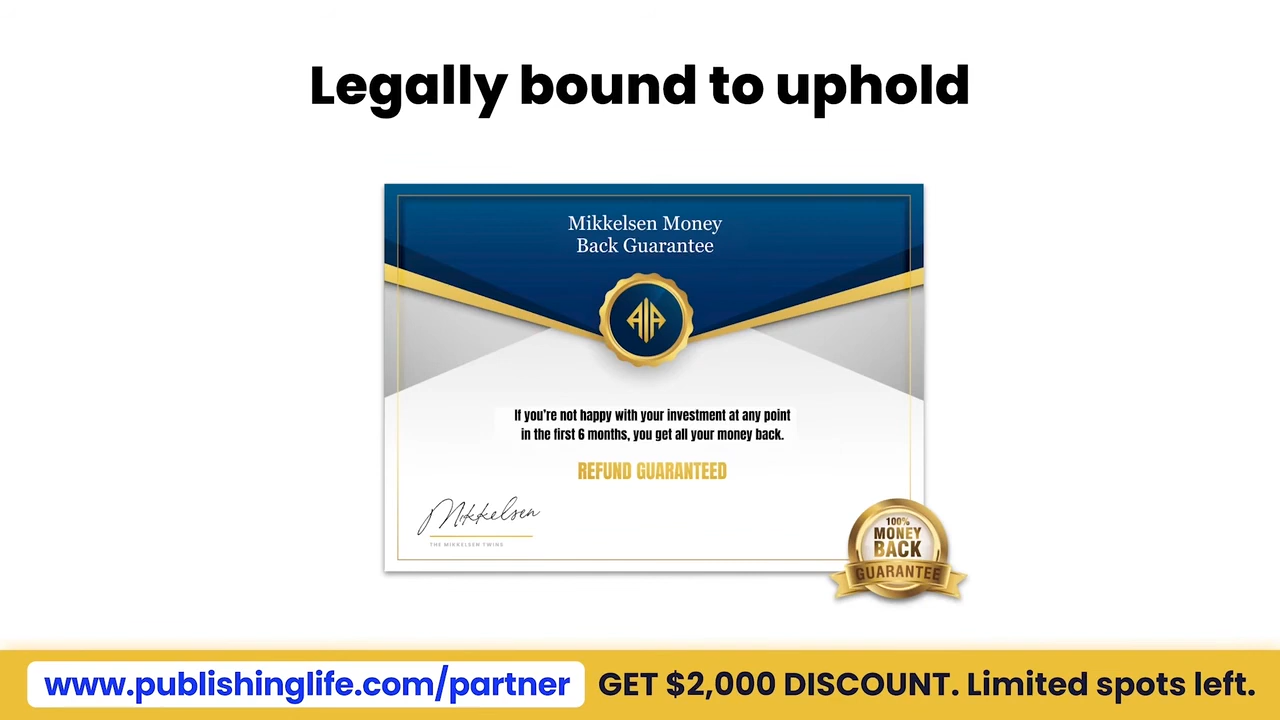 Legally bound to uphold
Mikkelsen Money
Back Guarantee
AIA
If you're not happy with your investment at any point
in the first 6 months, you get all your money back.
REFUND GUARANTEED
Mikkelsen
THE MIKKELSEN TWINS
100%
MONEY
BACK
GUARANTEE
www.publishinglife.com/partner GET $2,000 DISCOUNT. Limited spots left.